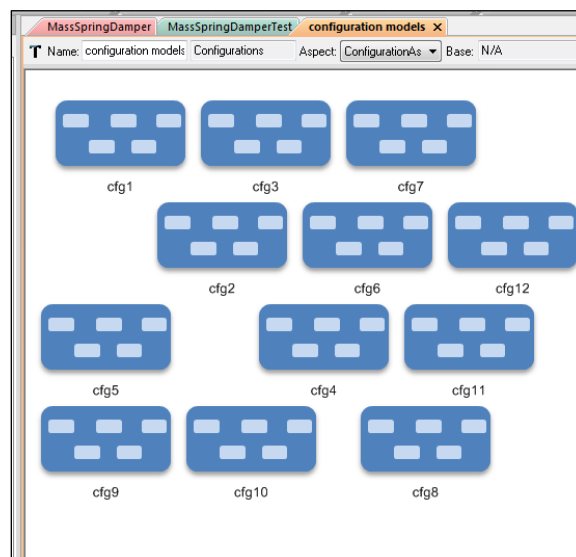 MassSpringDamper MassSpringDamperTest configuration models
T Name: configuration models Configurations Aspect: ConfigurationAs Base: N/A
cfg1 cfg3 cfg7
cfg2 cfg6 cfg12
cfg5 cfg4 cfg11
cfg9 cfg10 cfg8